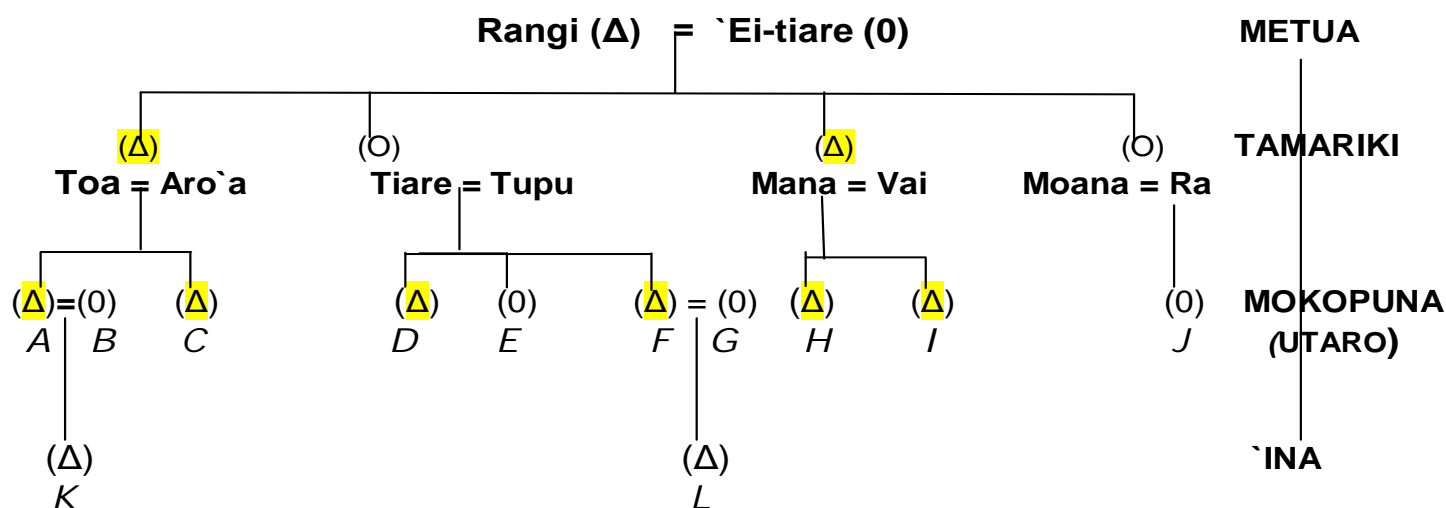 Rangi (Δ) = `Ei-tiare (0) METUA
(Δ) (O) (Δ) (O) TAMARIKI
Toa = Aro`a Tiare = Tupu Mana = Vai Moana = Ra
(Δ)=(0) (Δ) (Δ) (0) (Δ) = (0) (Δ) (Δ) (0) MOKOPUNA
A B C D E F G H I J (UTARO)
(Δ) (Δ) `INA
K L